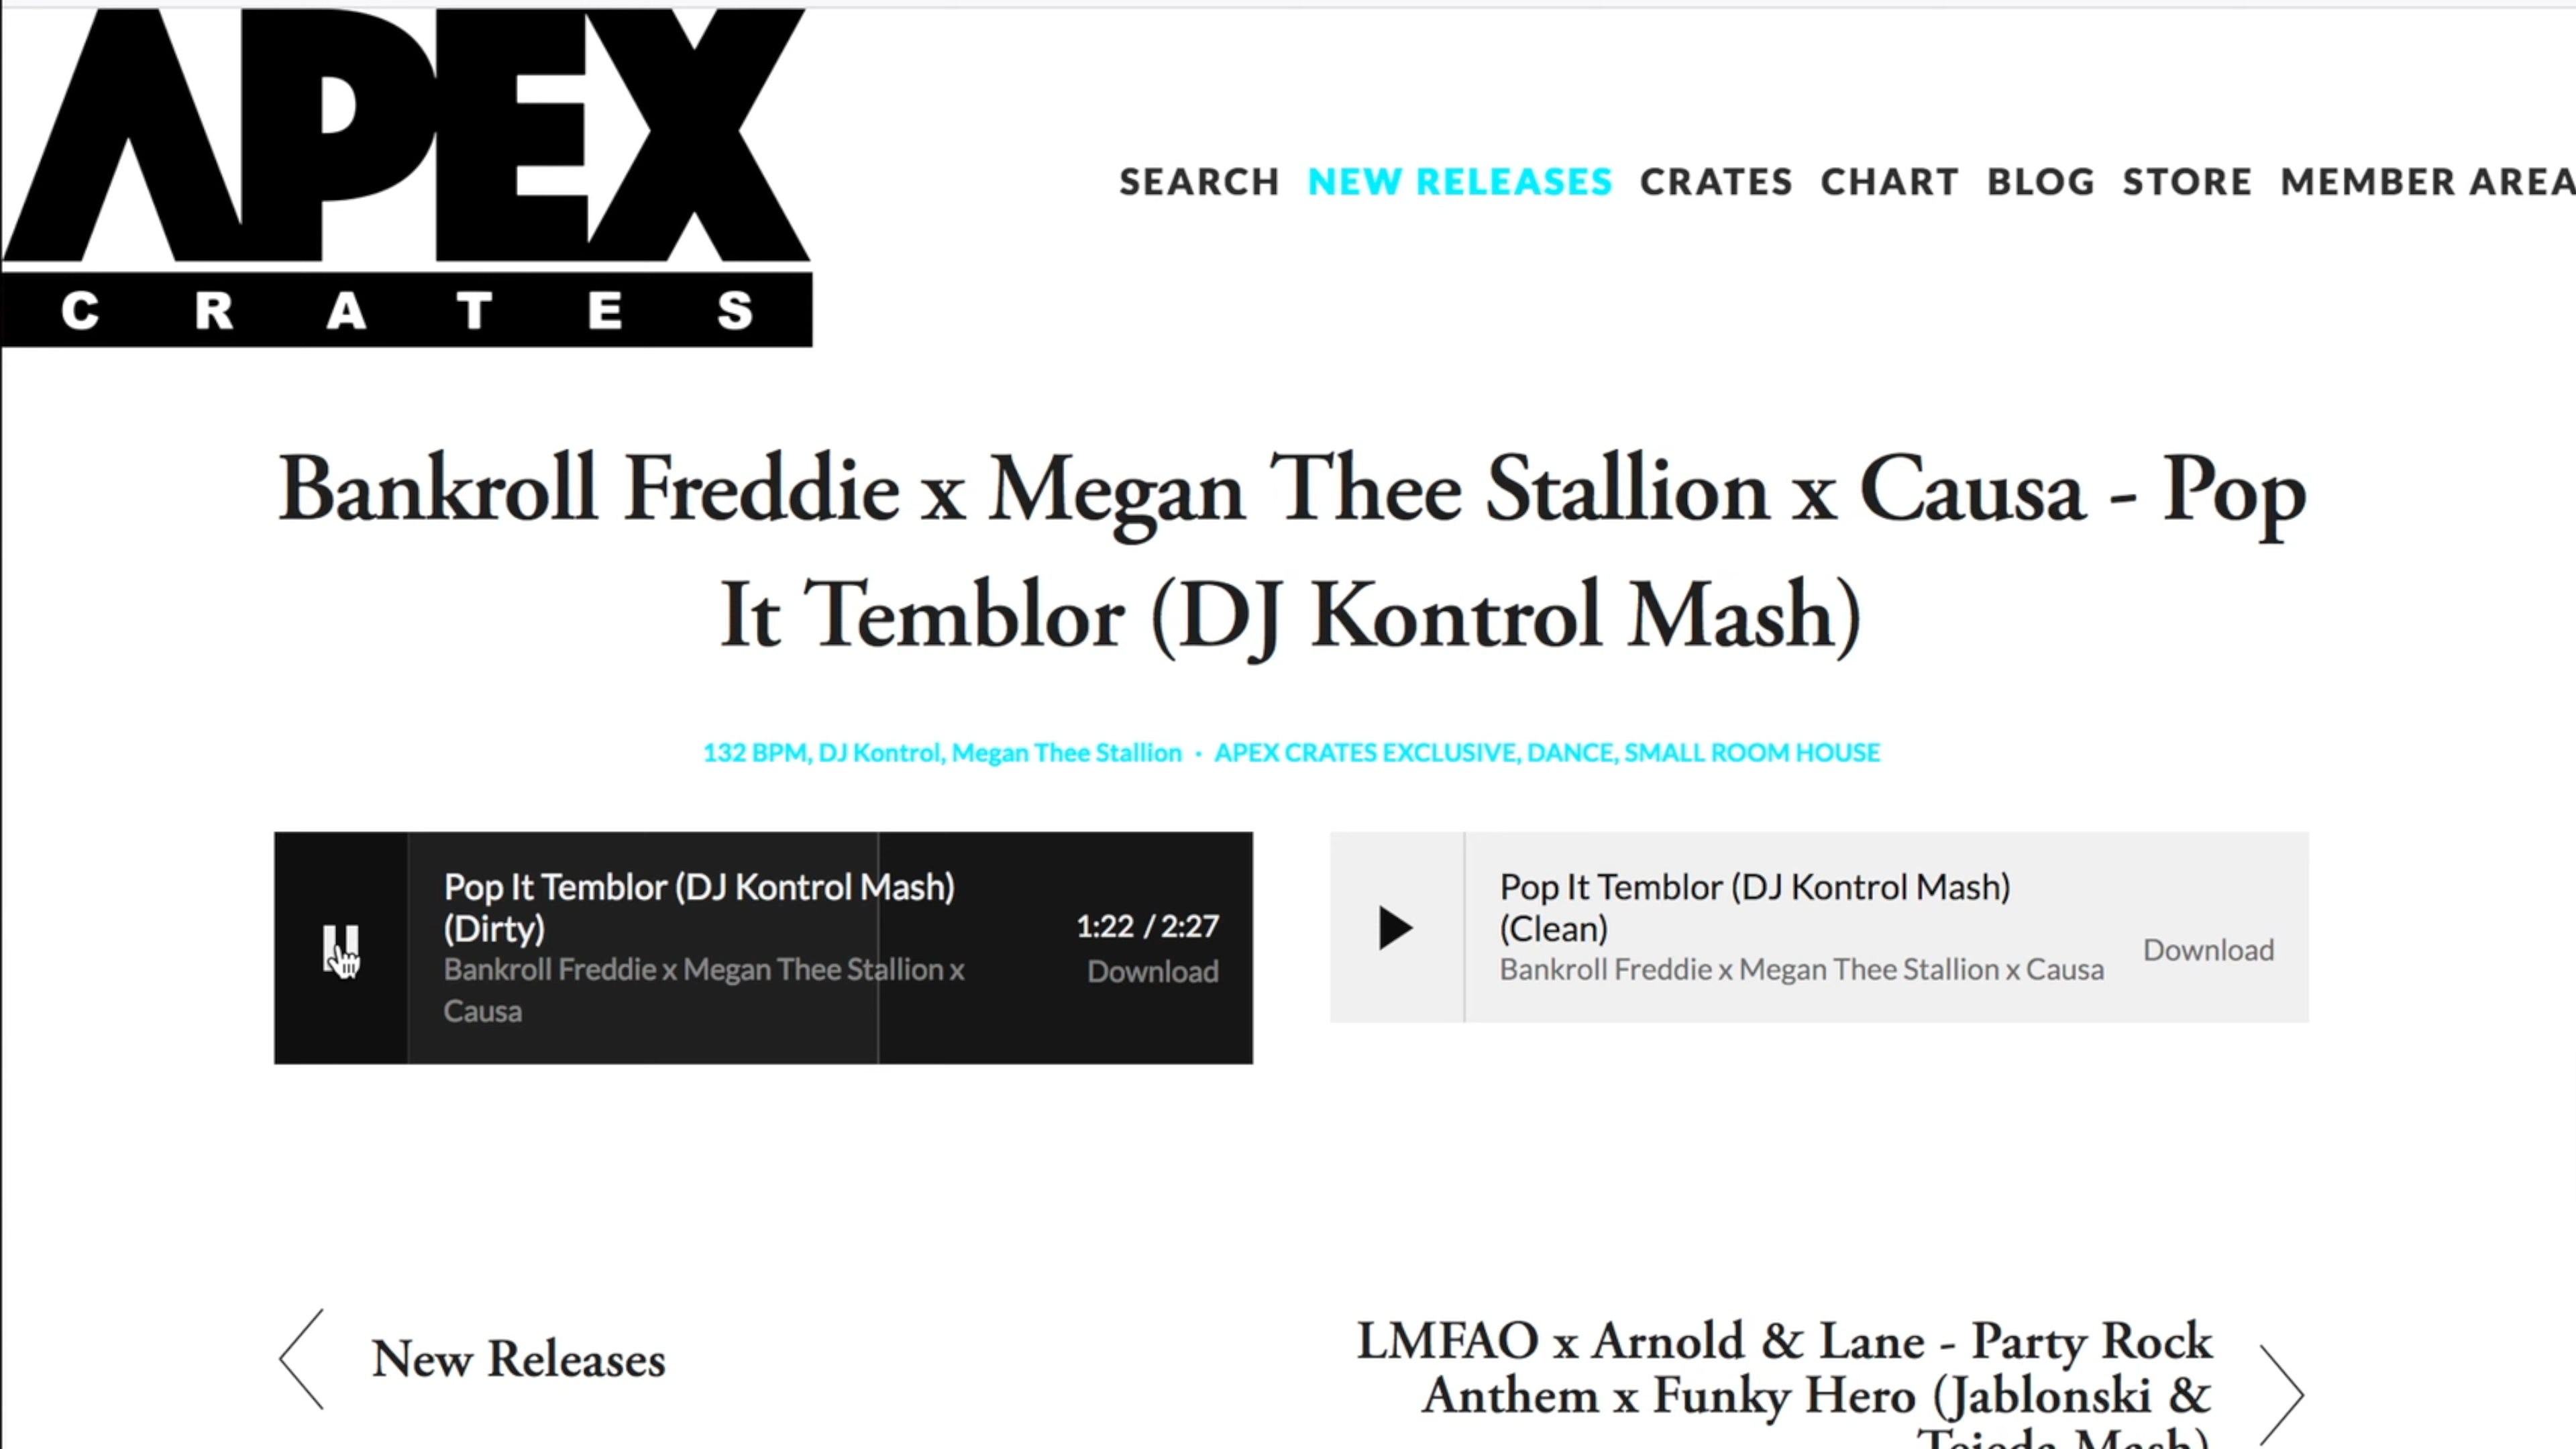 APEX
CRATES
SEARCH NEW RELEASES CRATES CHART BLOG STORE MEMBER AREA
Bankroll Freddie x Megan Thee Stallion x Causa - Pop
It Temblor (DJ Kontrol Mash)
132 BPM, DJ Kontrol, Megan Thee Stallion · APEX CRATES EXCLUSIVE, DANCE, SMALL ROOM HOUSE
Pop It Temblor (DJ Kontrol Mash)
(Dirty)
Bankroll Freddie x Megan Thee Stallion x
Causa
1:22 / 2:27
Download
Pop It Temblor (DJ Kontrol Mash)
(Clean)
Bankroll Freddie x Megan Thee Stallion x Causa
Download
New Releases
LMFAO x Arnold & Lane - Party Rock
Anthem x Funky Hero (Jablonski &
Tejeda Mash)